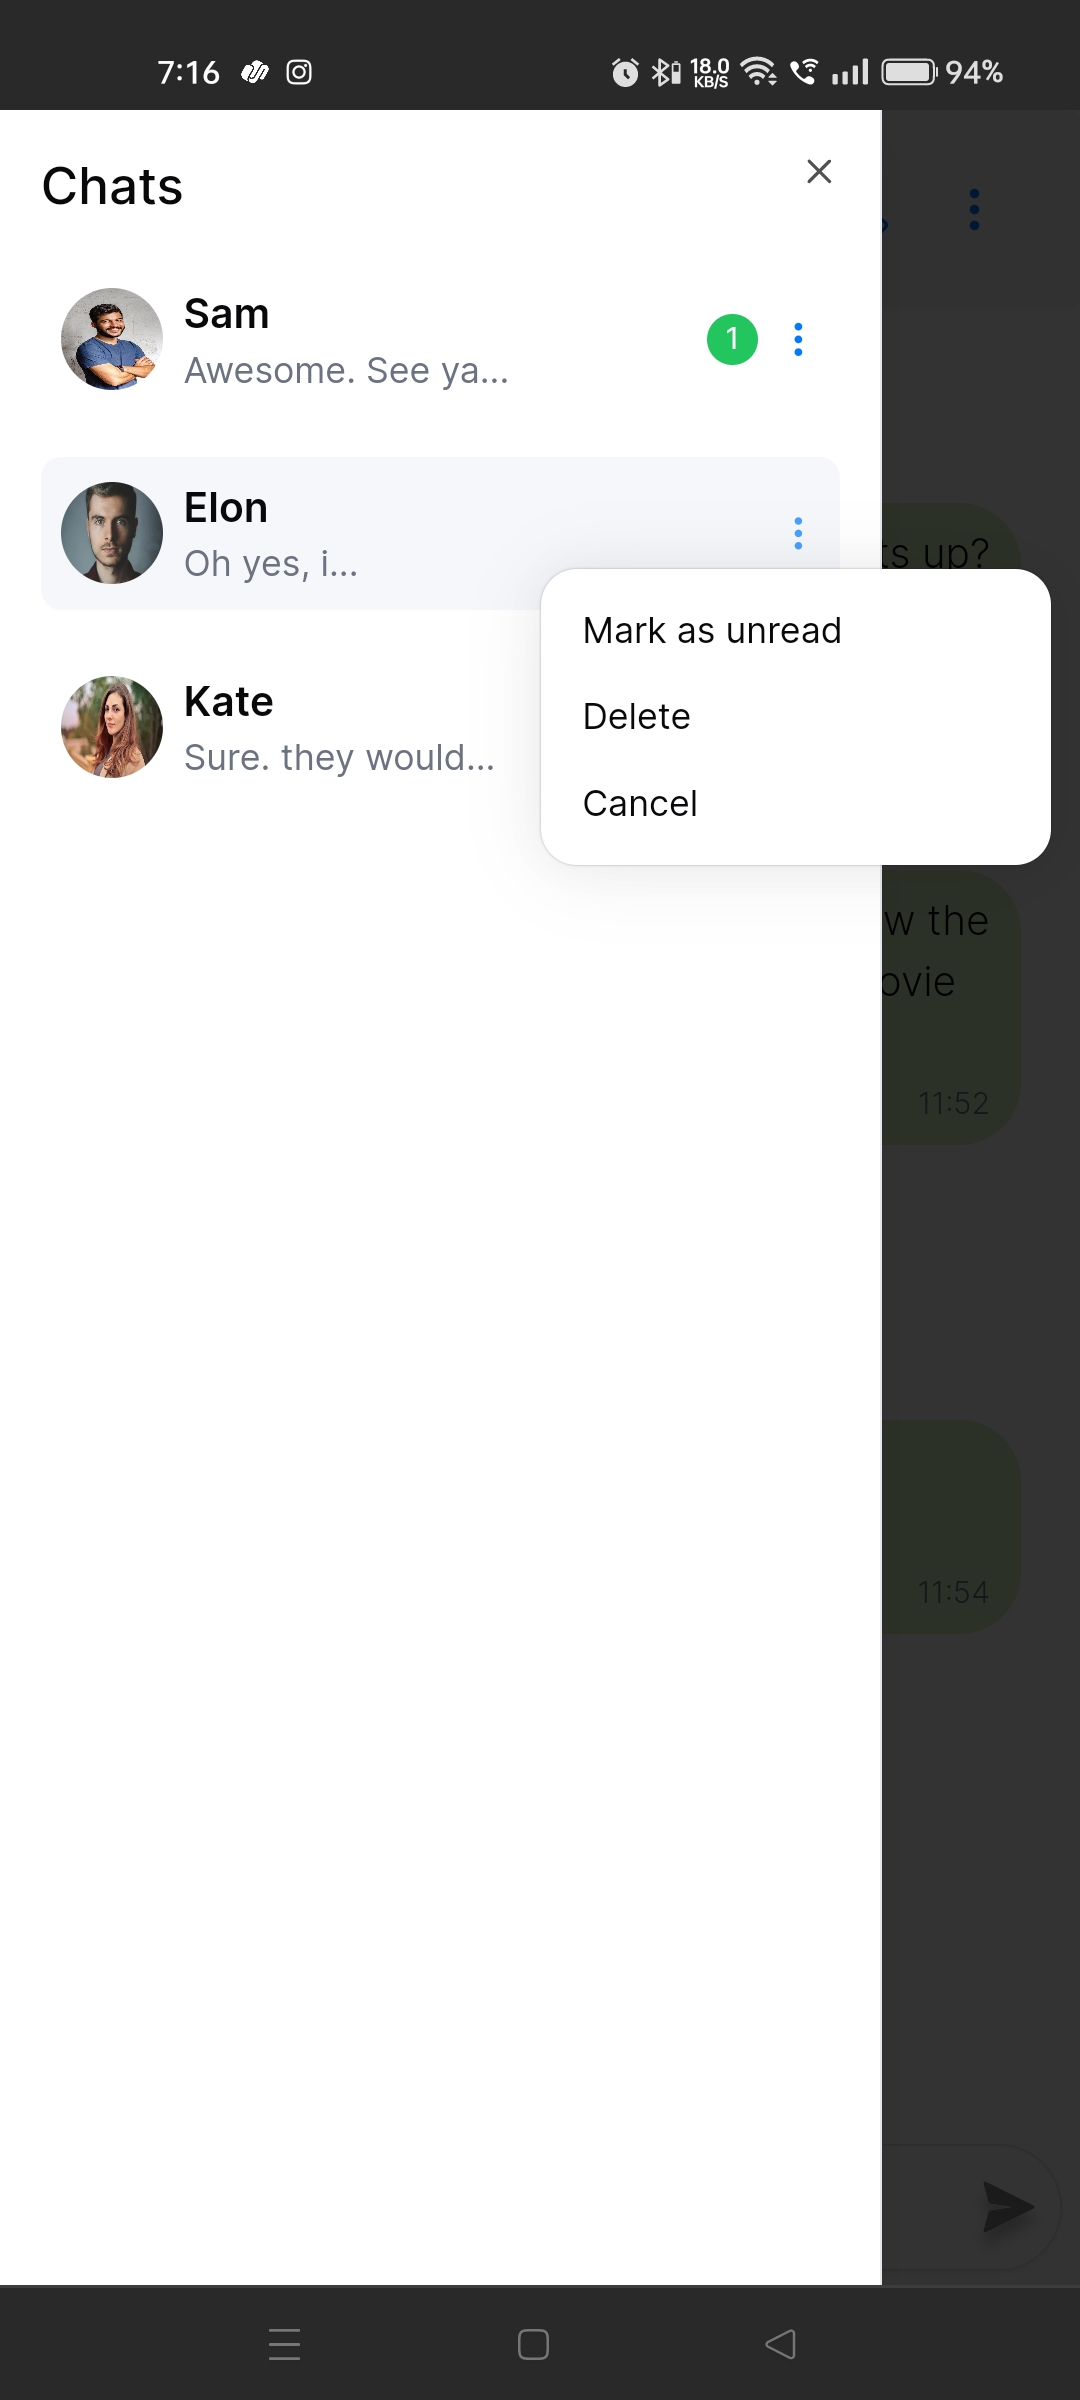 7:16
18.0
KB/S
94%
Chats
Sam
Awesome. See ya...
1
Elon
Oh yes, i...
ts up?
Mark as unread
Kate
Delete
Sure. they would...
Cancel
w the
ovie
11:52
11:54